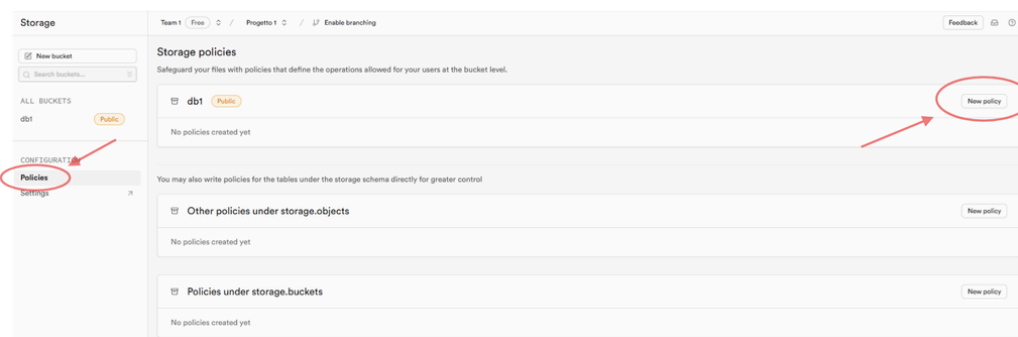 Storage
Team 1 Free / Progetto 1 / Enable branching
Feedback
New bucket
Search buckets...
ALL BUCKETS
db1 Public
CONFIGURATION
Policies
Settings
Storage policies
Safeguard your files with policies that define the operations allowed for your users at the bucket level.
db1 Public
New policy
No policies created yet
You may also write policies for the tables under the storage schema directly for greater control
Other policies under storage.objects
New policy
No policies created yet
Policies under storage.buckets
New policy
No policies created yet